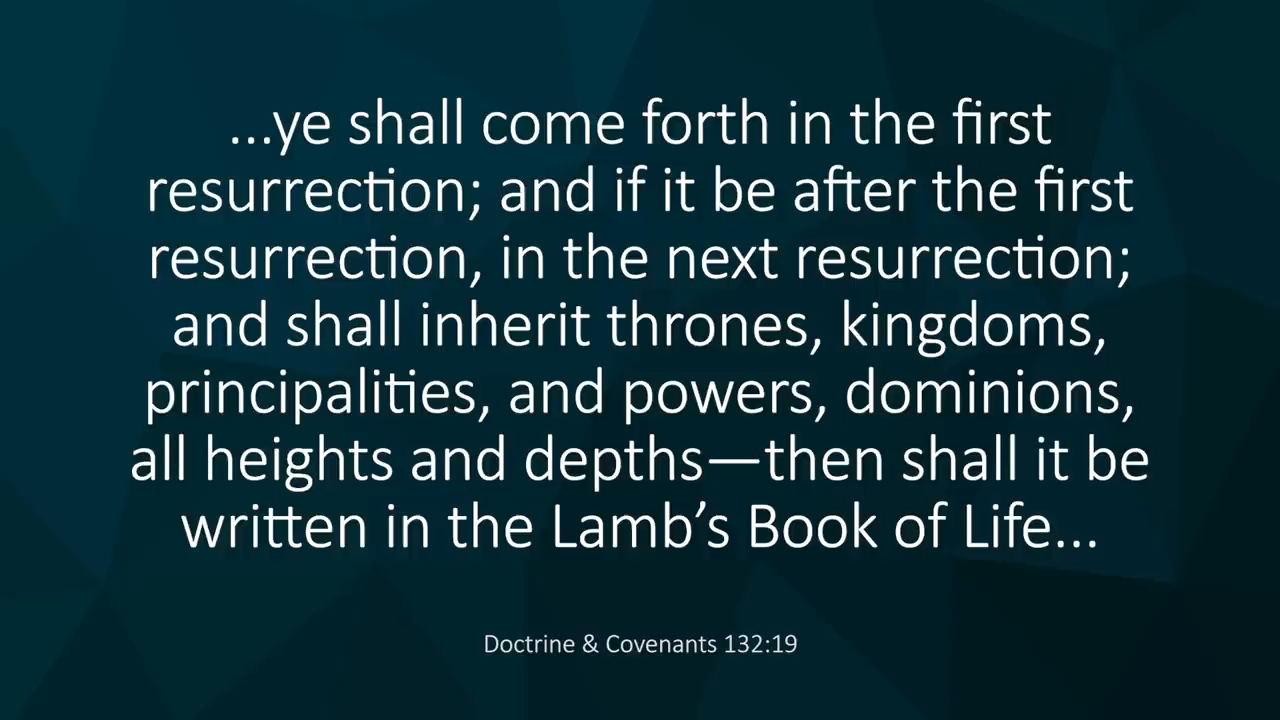 ...ye shall come forth in the first
resurrection; and if it be after the first
resurrection, in the next resurrection;
and shall inherit thrones, kingdoms,
principalities, and powers, dominions,
all heights and depths—then shall it be
written in the Lamb’s Book of Life...
Doctrine & Covenants 132:19